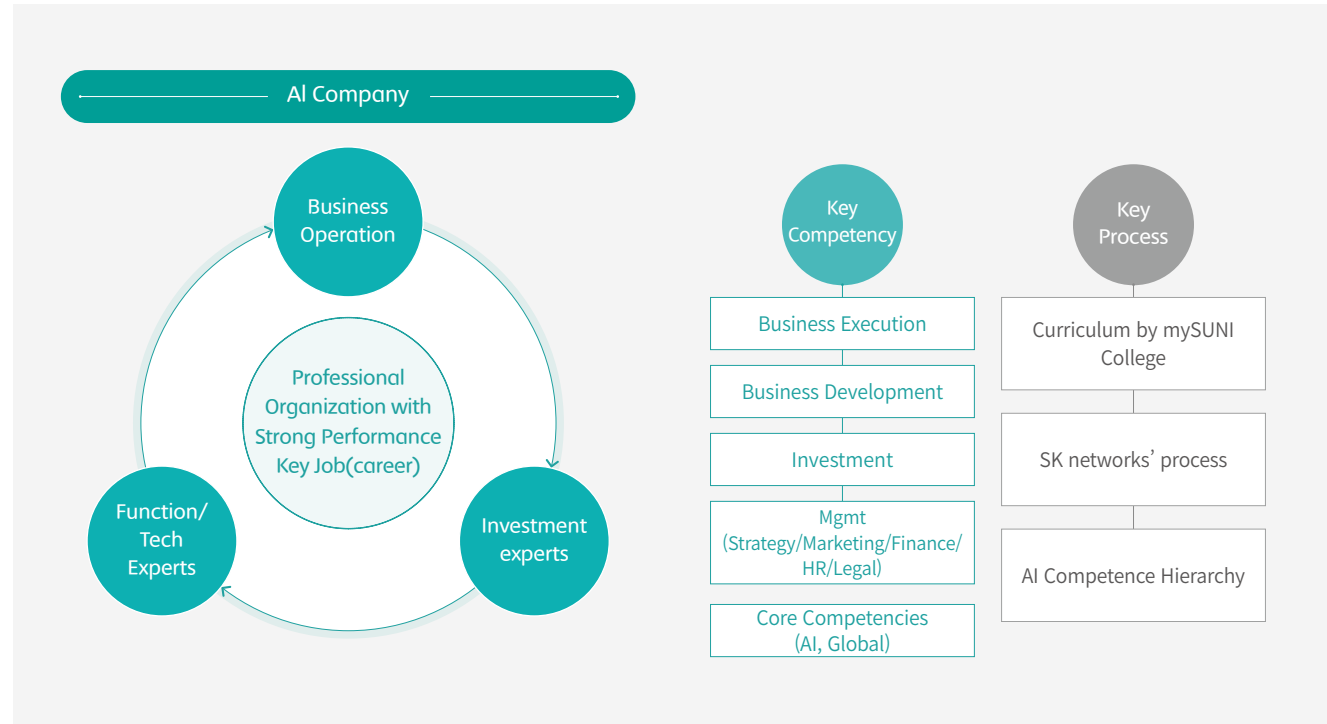 AI Company
Business
Operation
Professional
Organization with
Strong Performance
Key Job(career)
Function/
Tech
Experts
Investment
experts
Key
Competency
Business Execution
Business Development
Investment
Mgmt
(Strategy/Marketing/Finance/
HR/Legal)
Core Competencies
(AI, Global)
Key
Process
Curriculum by mySUNI
College
SK networks’ process
AI Competence Hierarchy